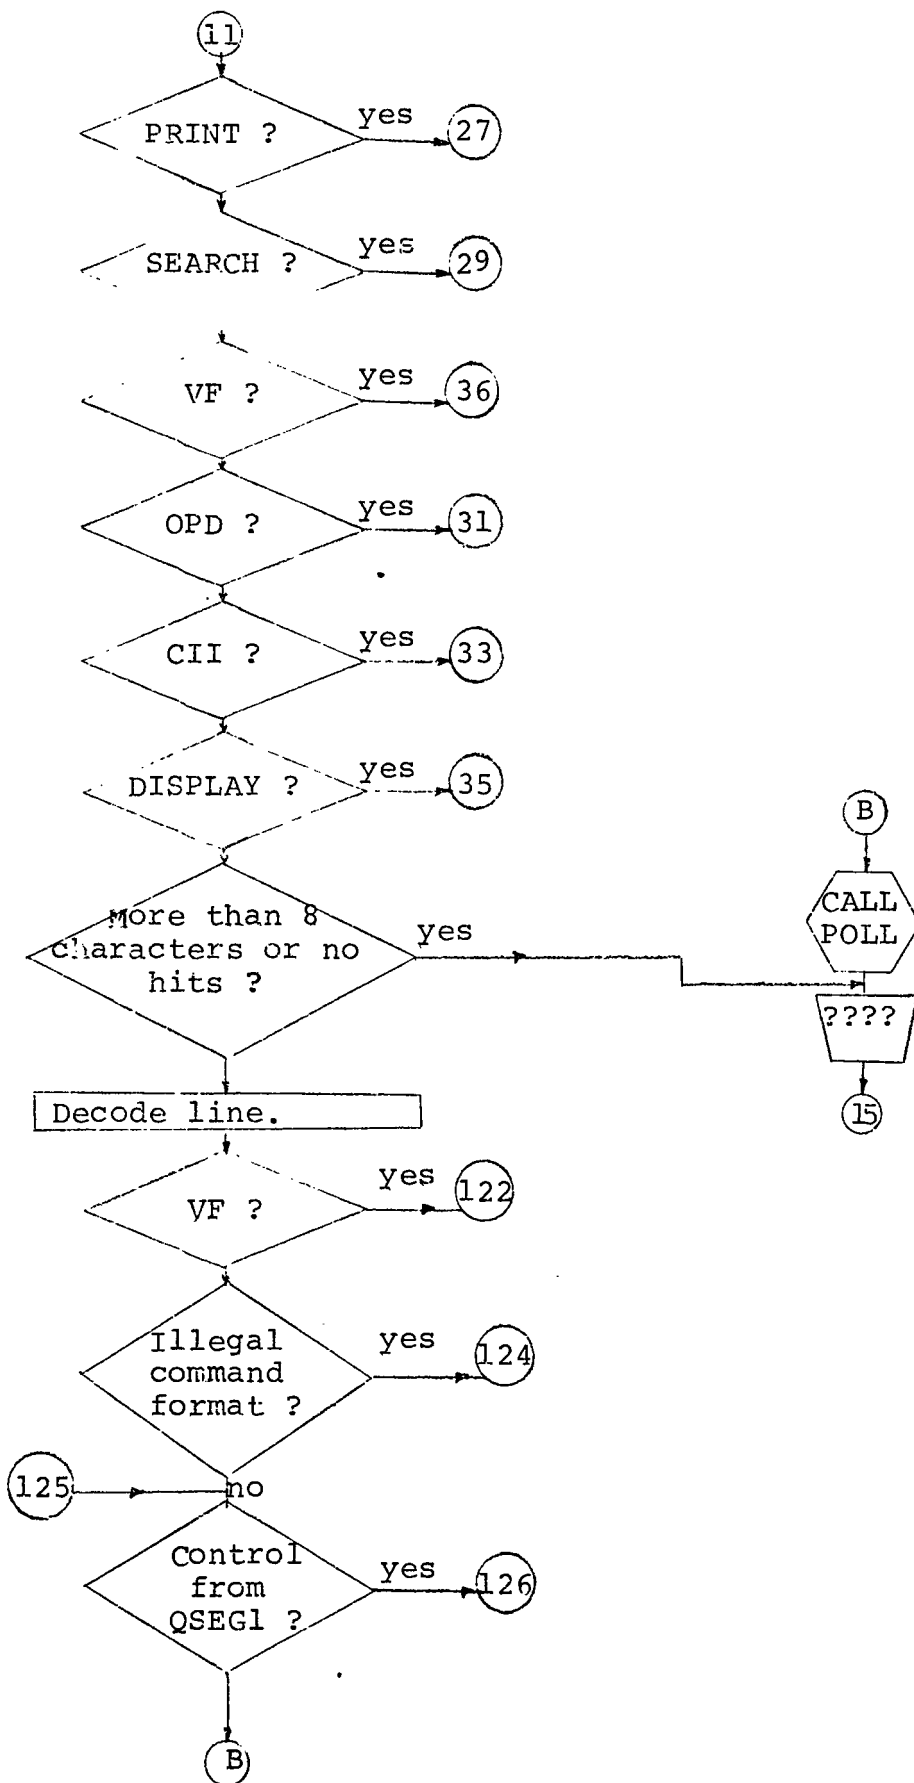 11
yes
PRINT ?
27
yes
SEARCH ?
29
yes
VF ?
36
yes
OPD ?
31
yes
CII ?
33
yes
DISPLAY ?
35
B
CALL
POLL
More than 8
characters or no
hits ?
yes
????
15
Decode line.
yes
VF ?
122
Illegal
command
format ?
yes
124
125
no
Control
from
QSEG1 ?
yes
126
B